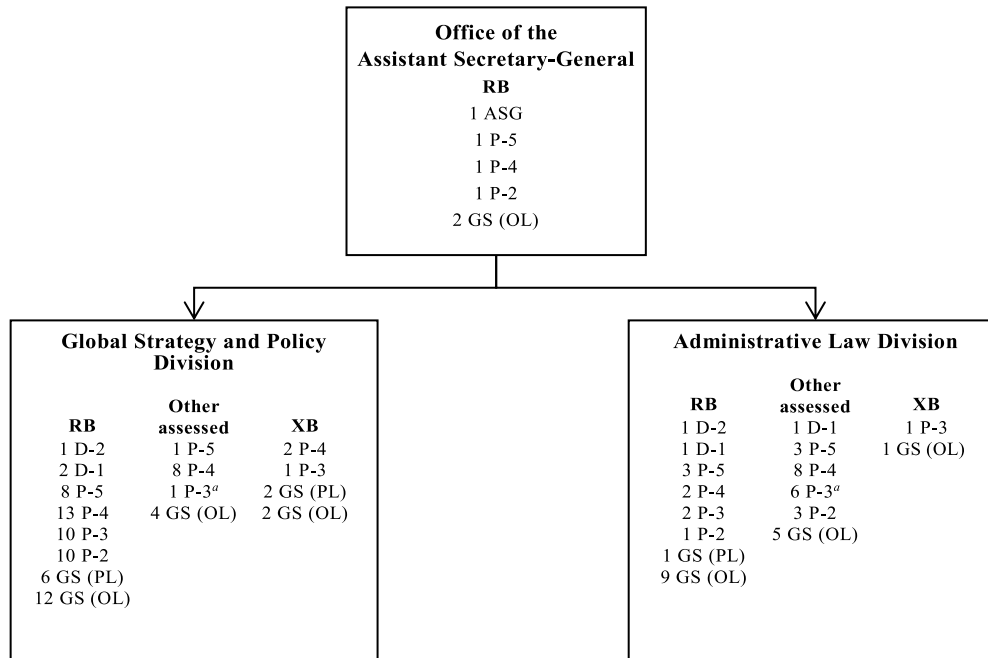 Office of the
Assistant Secretary-General
RB
1 ASG
1 P-5
1 P-4
1 P-2
2 GS (OL)
Global Strategy and Policy
Division
RB
1 D-2
2 D-1
8 P-5
13 P-4
10 P-3
10 P-2
6 GS (PL)
12 GS (OL)
Other
assessed
1 P-5
8 P-4
1 P-3a
4 GS (OL)
XB
2 P-4
1 P-3
2 GS (PL)
2 GS (OL)
Administrative Law Division
RB
1 D-2
1 D-1
3 P-5
2 P-4
2 P-3
1 P-2
1 GS (PL)
9 GS (OL)
Other
assessed
1 D-1
3 P-5
8 P-4
6 P-3a
3 P-2
5 GS (OL)
XB
1 P-3
1 GS (OL)